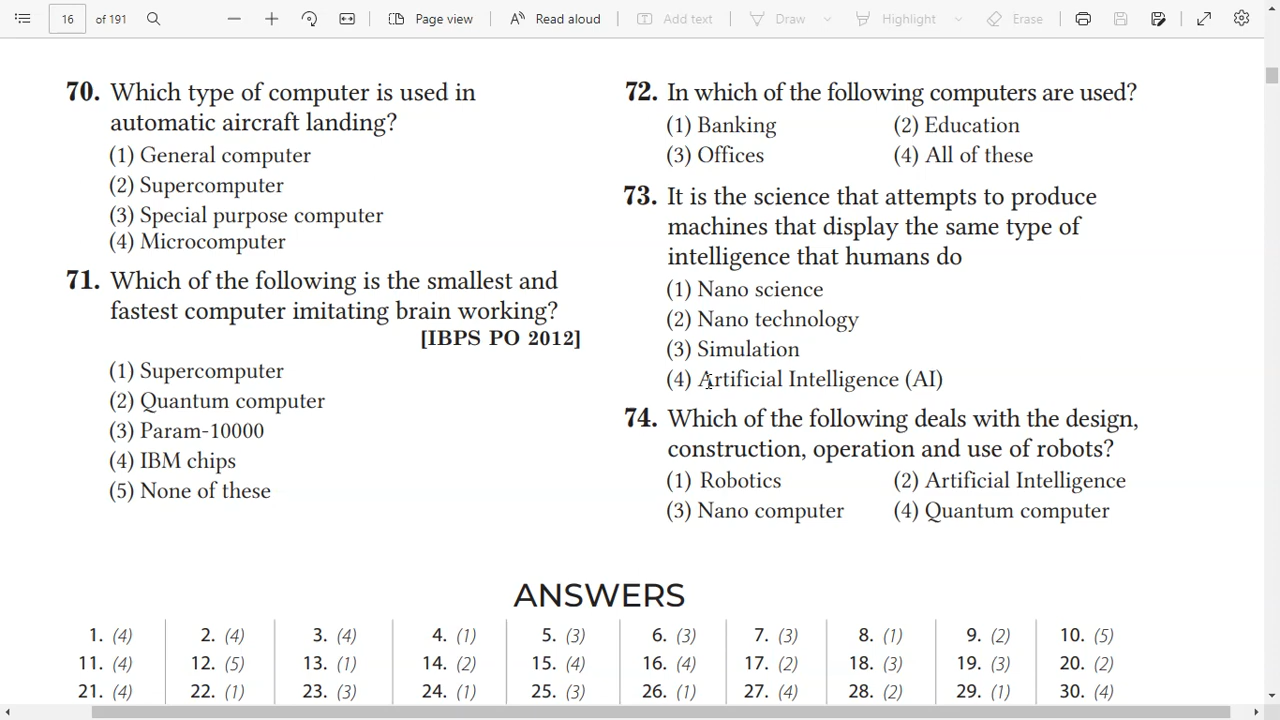 16 of 191 Page view Read aloud Add text Draw Highlight Erase
70. Which type of computer is used in
automatic aircraft landing?
(1) General computer
(2) Supercomputer
(3) Special purpose computer
(4) Microcomputer
71. Which of the following is the smallest and
fastest computer imitating brain working?
[IBPS PO 2012]
(1) Supercomputer
(2) Quantum computer
(3) Param-10000
(4) IBM chips
(5) None of these
72. In which of the following computers are used?
(1) Banking (2) Education
(3) Offices (4) All of these
73. It is the science that attempts to produce
machines that display the same type of
intelligence that humans do
(1) Nano science
(2) Nano technology
(3) Simulation
(4) Artificial Intelligence (AI)
74. Which of the following deals with the design,
construction, operation and use of robots?
(1) Robotics (2) Artificial Intelligence
(3) Nano computer (4) Quantum computer
ANSWERS
1. (4) 2. (4) 3. (4) 4. (1) 5. (3) 6. (3) 7. (3) 8. (1) 9. (2) 10. (5)
11. (4) 12. (5) 13. (1) 14. (2) 15. (4) 16. (4) 17. (2) 18. (3) 19. (3) 20. (2)
21. (4) 22. (1) 23. (3) 24. (1) 25. (3) 26. (1) 27. (4) 28. (2) 29. (1) 30. (4)